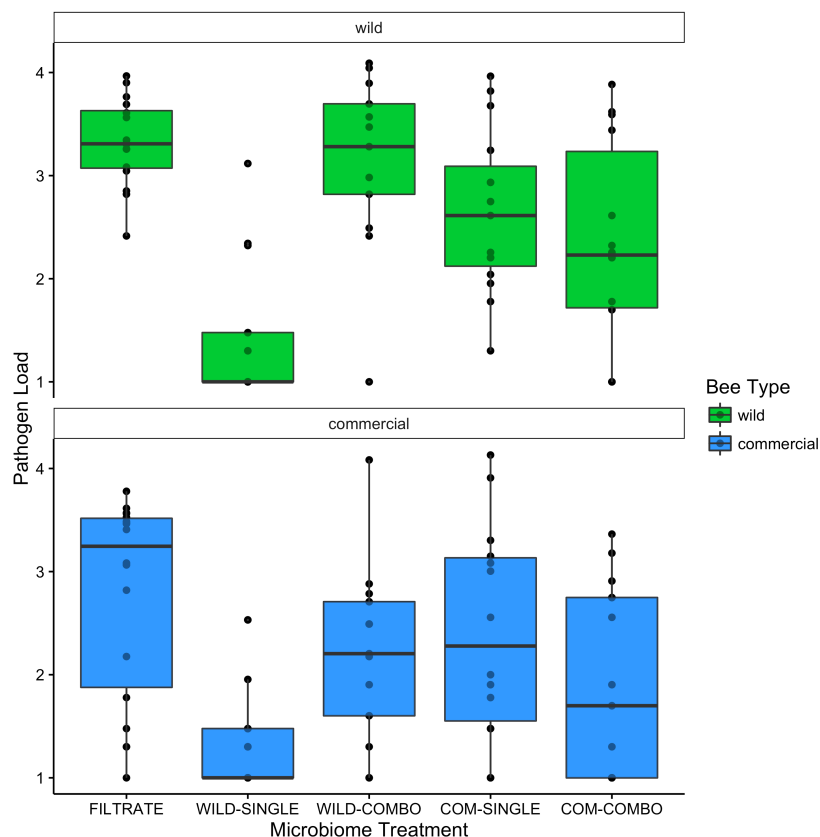 wild
4
3
2
1
commercial
4
3
2
1
Pathogen Load
FILTRATE WILD-SINGLE WILD-COMBO COM-SINGLE COM-COMBO
Microbiome Treatment
Bee Type
wild
commercial